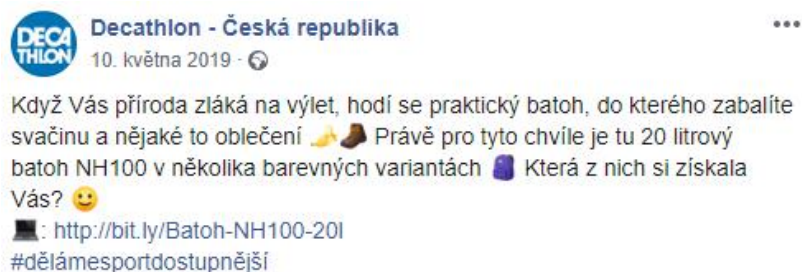 DECA
THLON
Decathlon - Česká republika
10. května 2019 ·
Když Vás příroda zláká na výlet, hodí se praktický batoh, do kterého zabalíte
svačinu a nějaké to oblečení 🍌🥾 Právě pro tyto chvíle je tu 20 litrový
batoh NH100 v několika barevných variantách 🎒 Která z nich si získala
Vás? 🙂
💻: http://bit.ly/Batoh-NH100-20l
#dělámesportdostupnější